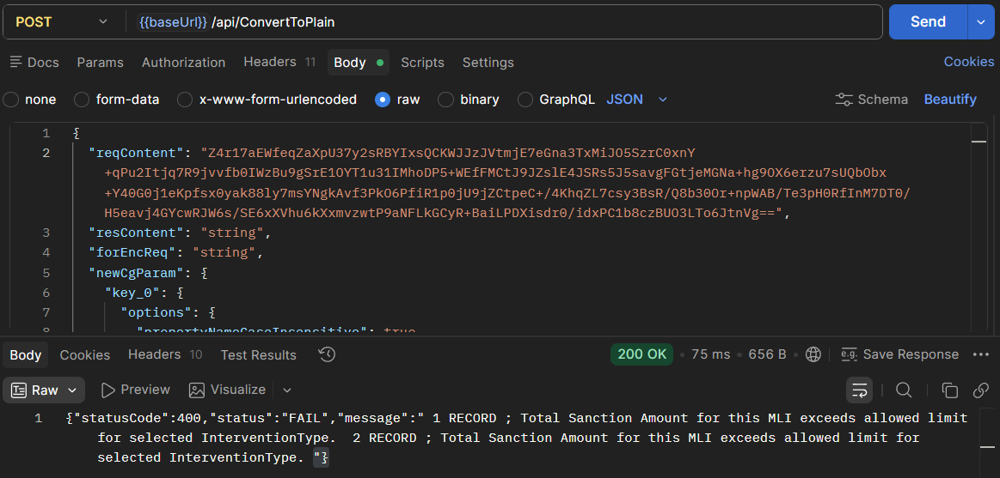 POST {{baseUrl}} /api/ConvertToPlain Send
Docs Params Authorization Headers 11 Body Scripts Settings Cookies
none form-data x-www-form-urlencoded raw binary GraphQL JSON Schema Beautify
1 {
2 "reqContent": "Z4r17aEWfeqZaXpU37y2sRBYIxsQCKWJJzJVtmjE7eGna3TxMiJO5SzrC0xnY
+qPu2Itjq7R9jvvfb0IWzBu9gSrE1OYT1u31IMhoDP5+WEfFMCtJ9JZslE4JSRs5J5savgFGtjeMGNa+hg9OX6erzu7sUQbObx
+Y40G0j1eKpfsx0yak88ly7msYNgkAvf3PkO6PfiR1p0jU9jZCtpeC+/4KhqZL7csy3BsR/Q8b30Or+npWAB/Te3pH0RfInM7DT0/
H5eavj4GYcwRJW6s/SE6xXVhu6kXxmvzwtP9aNFLkGCyR+BaiLPDXisdr0/idxPC1b8czBUO3LTo6JtnVg==",
3 "resContent": "string",
4 "forEncReq": "string",
5 "newCgParam": {
6 "key_0": {
7 "options": {
8 "propertyNameCaseInsensitive": true
Body Cookies Headers 10 Test Results 200 OK • 75 ms • 656 B • e.g. Save Response
Raw Preview Visualize
1 {"statusCode":400,"status":"FAIL","message":" 1 RECORD ; Total Sanction Amount for this MLI exceeds allowed limit
for selected InterventionType.  2 RECORD ; Total Sanction Amount for this MLI exceeds allowed limit for
selected InterventionType. "}